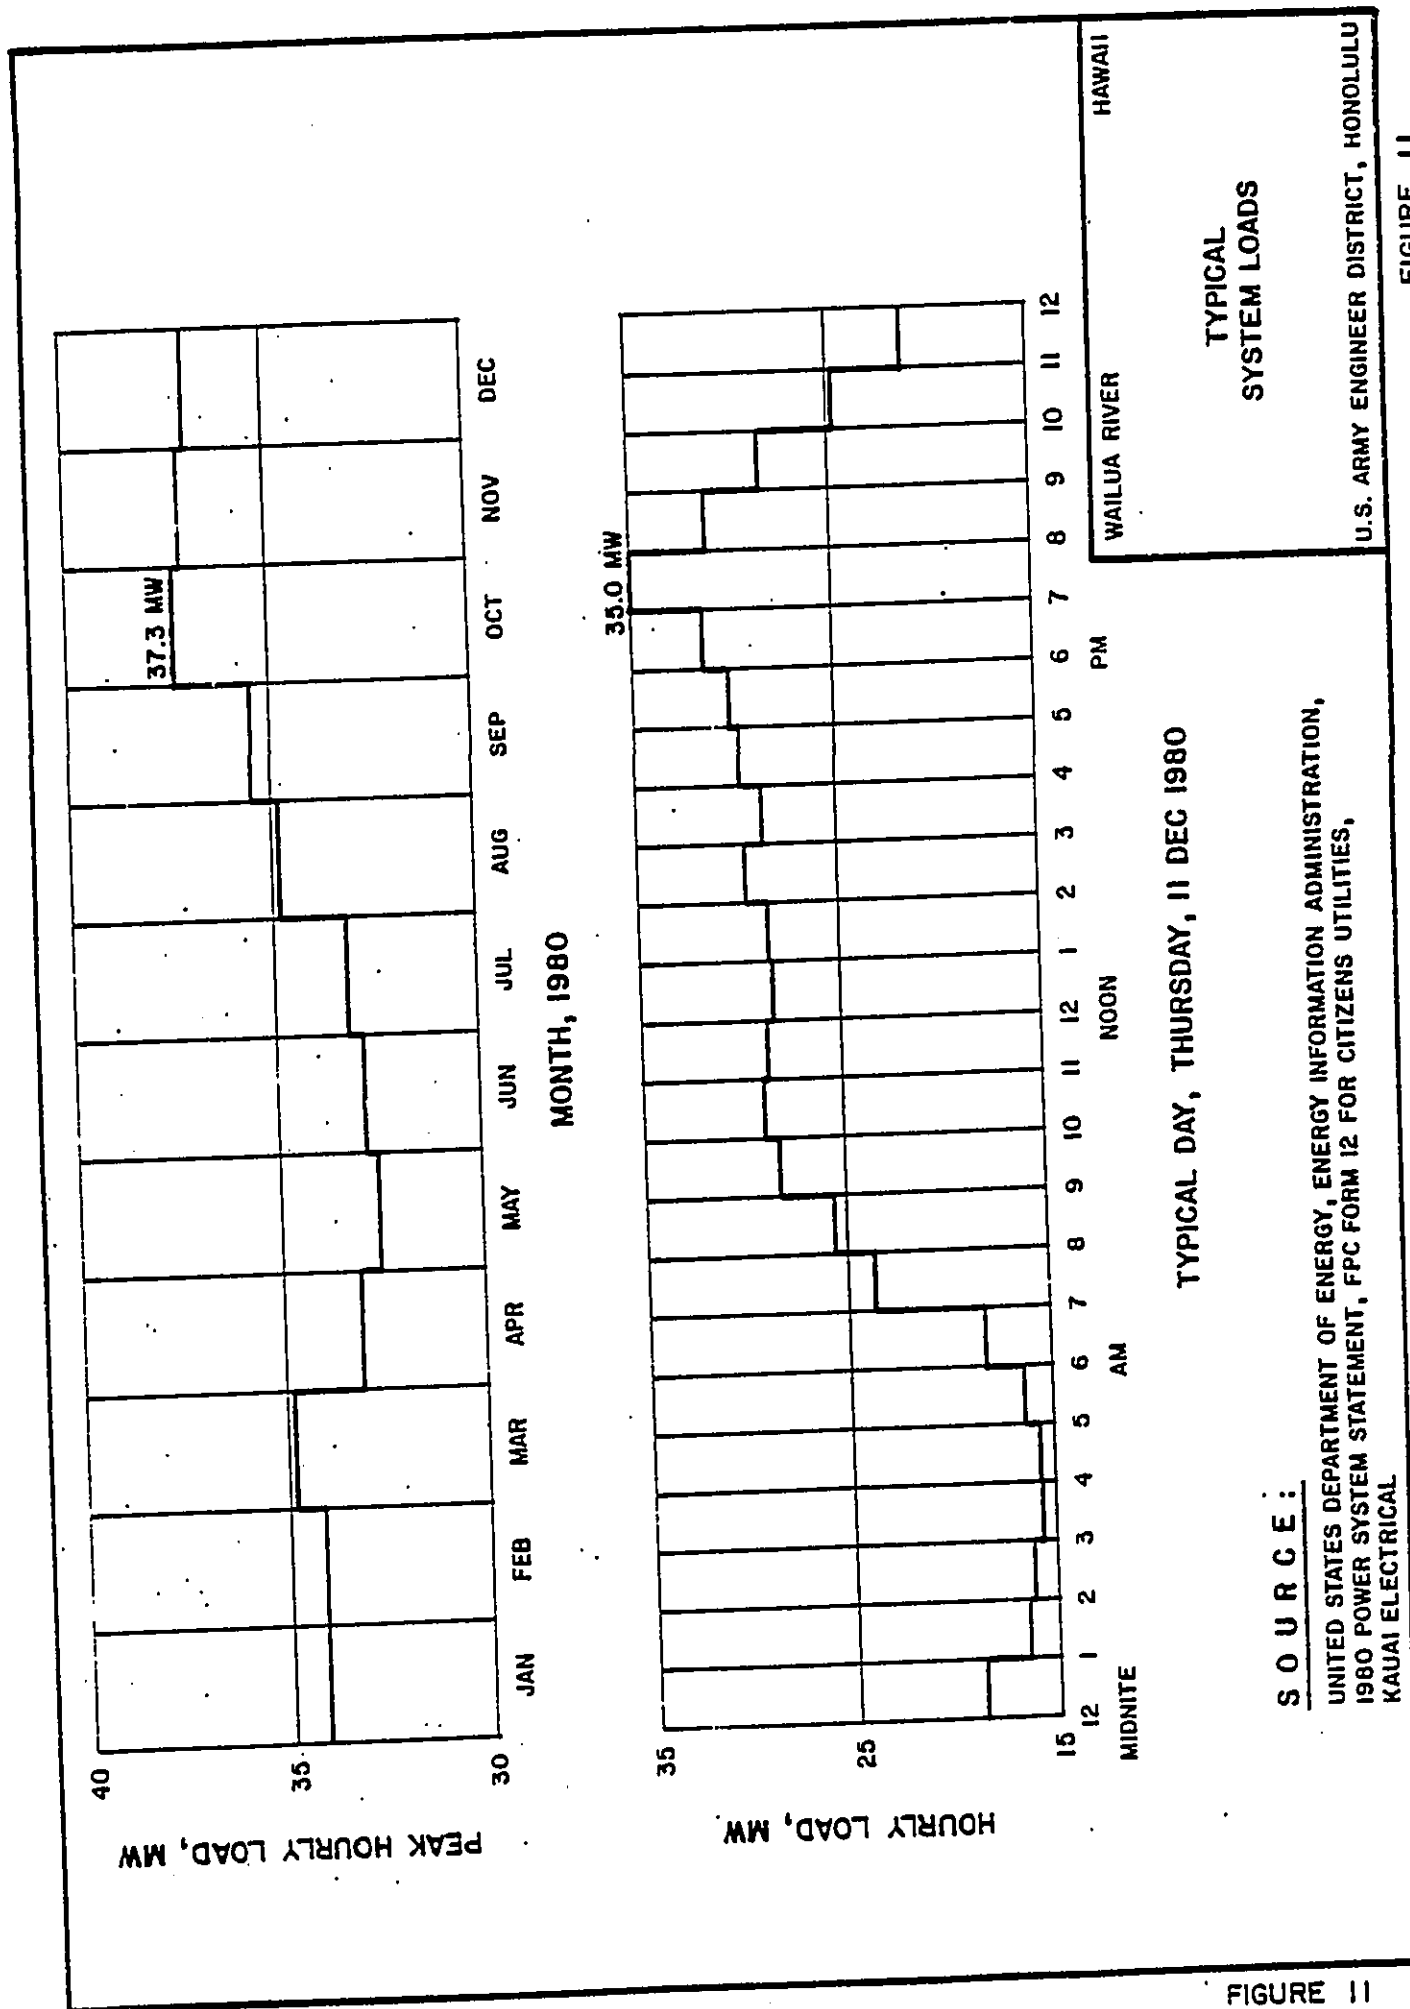 PEAK HOURLY LOAD, MW
40
35
30
37.3 MW
JAN FEB MAR APR MAY JUN JUL AUG SEP OCT NOV DEC
MONTH, 1980
HOURLY LOAD, MW
35
25
15
35.0 MW
12 1 2 3 4 5 6 7 8 9 10 11 12 1 2 3 4 5 6 7 8 9 10 11 12
MIDNITE AM NOON PM
TYPICAL DAY, THURSDAY, 11 DEC 1980
SOURCE:
UNITED STATES DEPARTMENT OF ENERGY, ENERGY INFORMATION ADMINISTRATION,
1980 POWER SYSTEM STATEMENT, FPC FORM 12 FOR CITIZENS UTILITIES,
KAUAI ELECTRICAL
WAILUA RIVER HAWAII
TYPICAL
SYSTEM LOADS
U.S. ARMY ENGINEER DISTRICT, HONOLULU
FIGURE 11
FIGURE 11